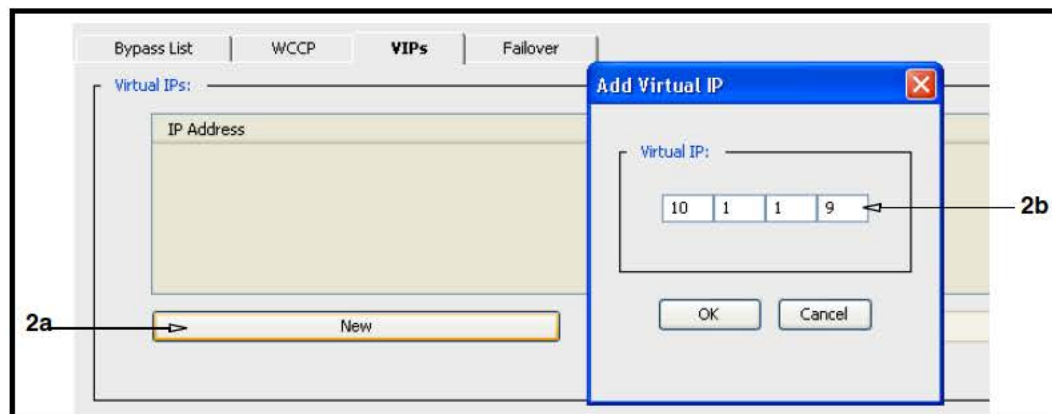 Bypass List WCCP VIPs Failover
Virtual IPs:
IP Address
Add Virtual IP
Virtual IP:
10 1 1 9
2b
OK Cancel
2a
New